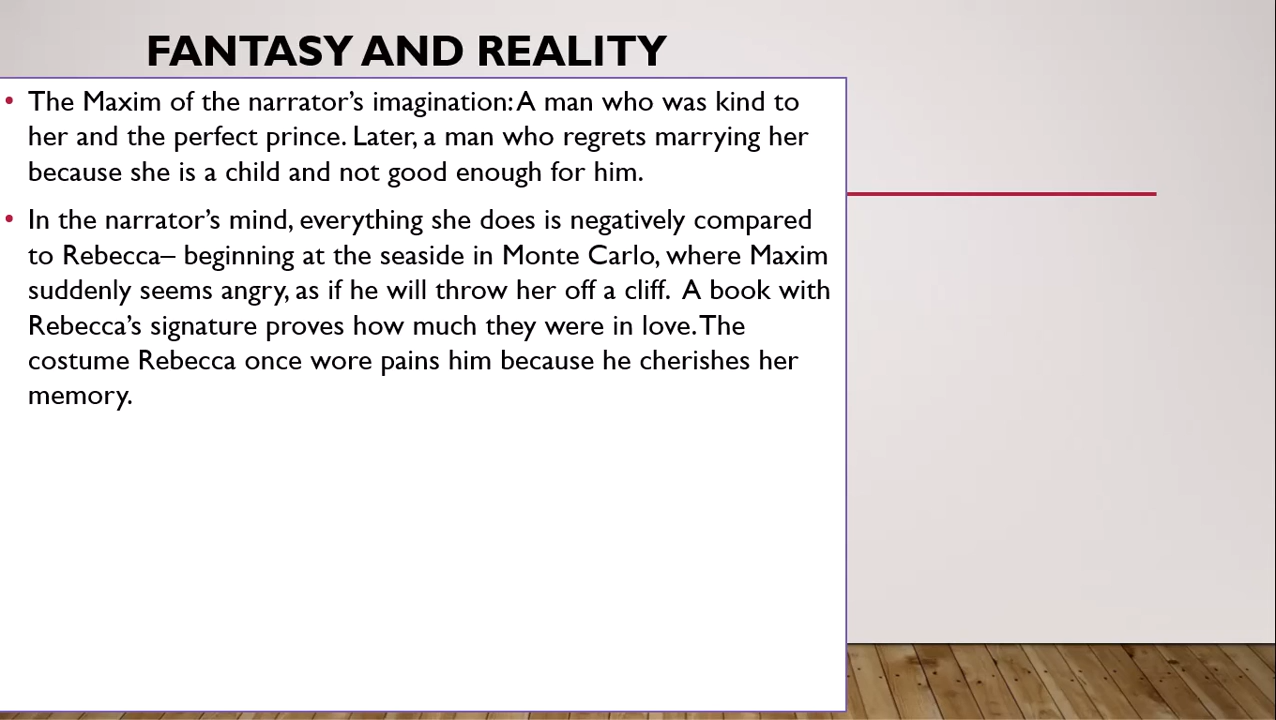 FANTASY AND REALITY
• The Maxim of the narrator's imagination: A man who was kind to
her and the perfect prince. Later, a man who regrets marrying her
because she is a child and not good enough for him.
• In the narrator's mind, everything she does is negatively compared
to Rebecca– beginning at the seaside in Monte Carlo, where Maxim
suddenly seems angry, as if he will throw her off a cliff.  A book with
Rebecca's signature proves how much they were in love. The
costume Rebecca once wore pains him because he cherishes her
memory.